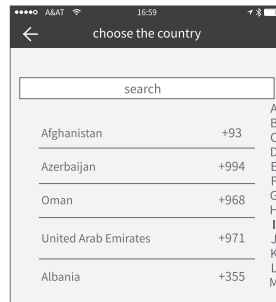 A&AT 16:59
choose the country
search
Afghanistan +93
Azerbaijan +994
Oman +968
United Arab Emirates +971
Albania +355
A
B
C
D
E
F
G
H
I
J
K
L
M